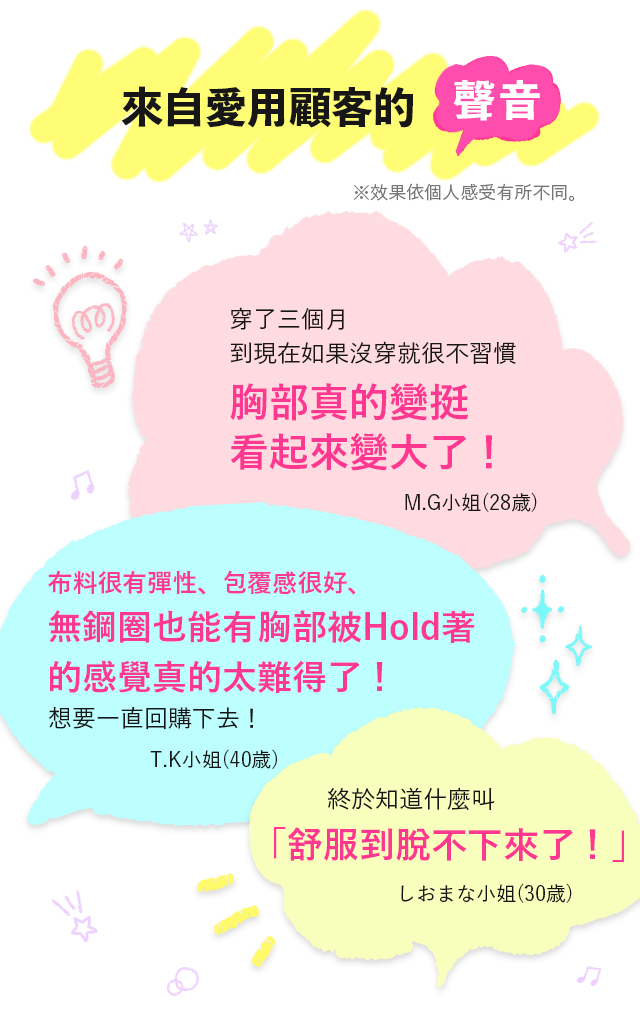 來自愛用顧客的 聲音
※效果依個人感受有所不同。
穿了三個月
到現在如果沒穿就很不習慣
胸部真的變挺
看起來變大了！
M.G小姐(28歳)
布料很有彈性、包覆感很好、
無鋼圈也能有胸部被Hold著
的感覺真的太難得了！
想要一直回購下去！
T.K小姐(40歳)
終於知道什麼叫
「舒服到脫不下來了！」
しおまな小姐(30歳)